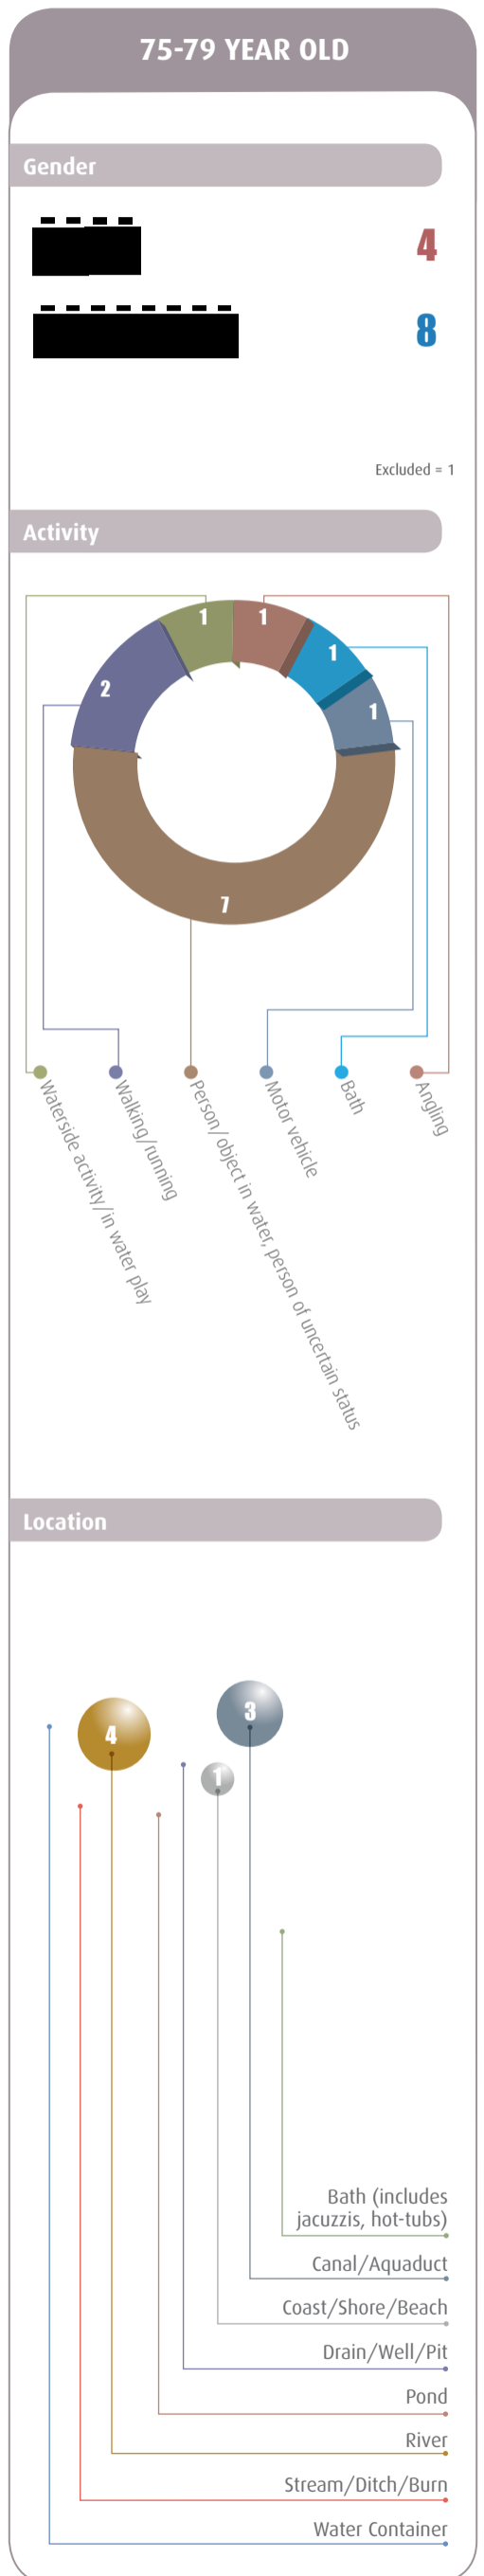 75-79 YEAR OLD
Gender
4
8
Excluded = 1
Activity
1
1
1
1
2
7
Waterside activity/in water play
Walking/running
Person/object in water, person of uncertain status
Motor vehicle
Bath
Angling
Location
4
3
1
Bath (includes
jacuzzis, hot-tubs)
Canal/Aquaduct
Coast/Shore/Beach
Drain/Well/Pit
Pond
River
Stream/Ditch/Burn
Water Container